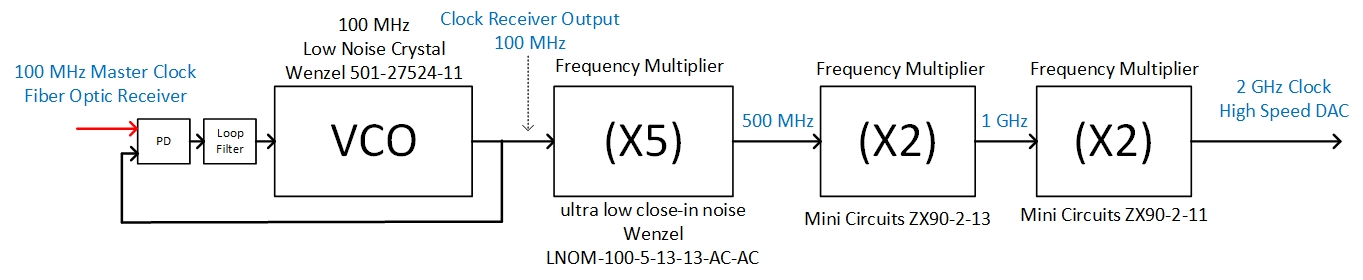 100 MHz Master Clock
Fiber Optic Receiver
PD
Loop
Filter
100 MHz
Low Noise Crystal
Wenzel 501-27524-11
VCO
Clock Receiver Output
100 MHz
Frequency Multiplier
(X5)
ultra low close-in noise
Wenzel
LNOM-100-5-13-13-AC-AC
500 MHz
Frequency Multiplier
(X2)
Mini Circuits ZX90-2-13
1 GHz
Frequency Multiplier
(X2)
Mini Circuits ZX90-2-11
2 GHz Clock
High Speed DAC